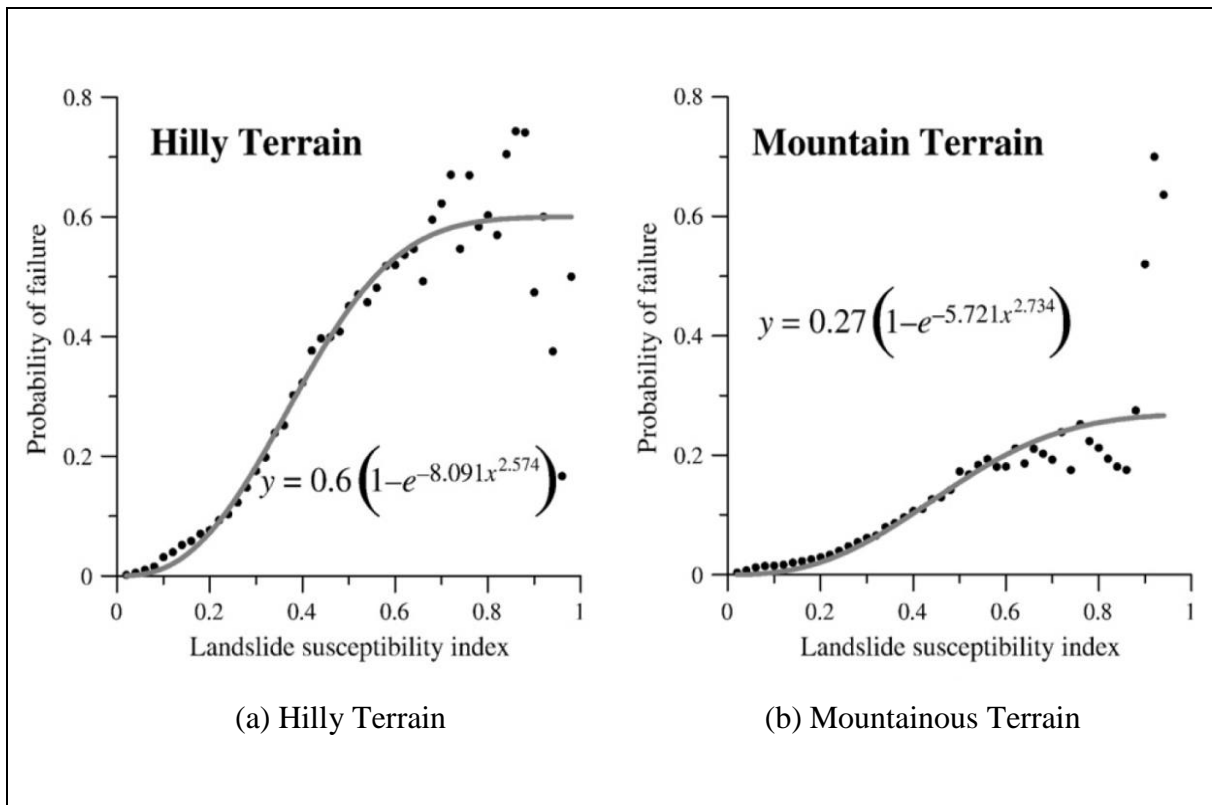 Hilly Terrain
Probability of failure
0.8
0.6
0.4
0.2
0
y = 0.6(1–e^–8.091x^2.574)
0 0.2 0.4 0.6 0.8 1
Landslide susceptibility index
(a) Hilly Terrain
Mountain Terrain
Probability of failure
0.8
0.6
0.4
0.2
0
y = 0.27(1–e^–5.721x^2.734)
0 0.2 0.4 0.6 0.8 1
Landslide susceptibility index
(b) Mountainous Terrain